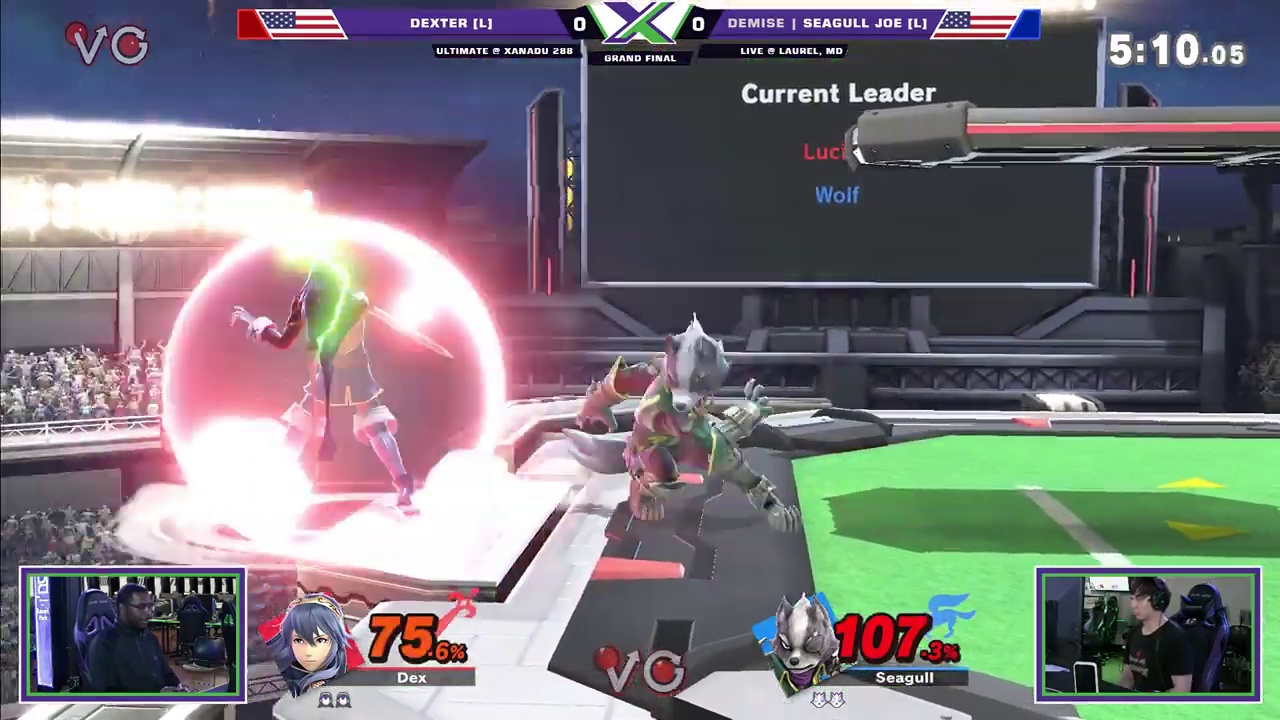 DEXTER [L]
0
0
DEMISE | SEAGULL JOE [L]
ULTIMATE @ XANADU 288
GRAND FINAL
LIVE @ LAUREL, MD
VG
5:10.05
Current Leader
Luci
Wolf
75.6%
Dex
VG
107.3%
Seagull